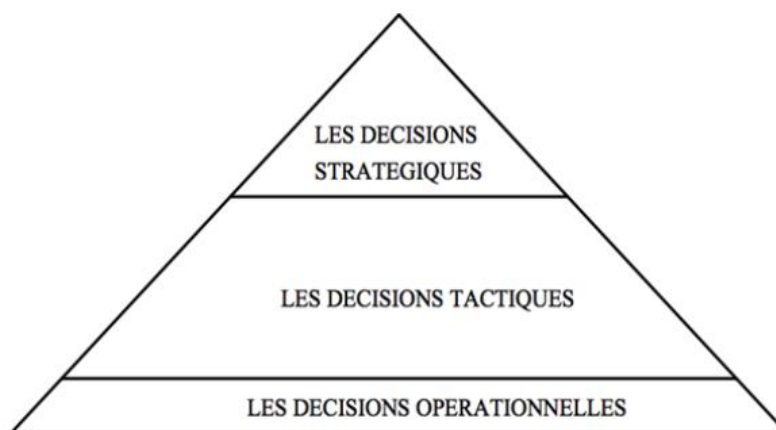 LES DECISIONS
STRATEGIQUES
LES DECISIONS TACTIQUES
LES DECISIONS OPERATIONNELLES